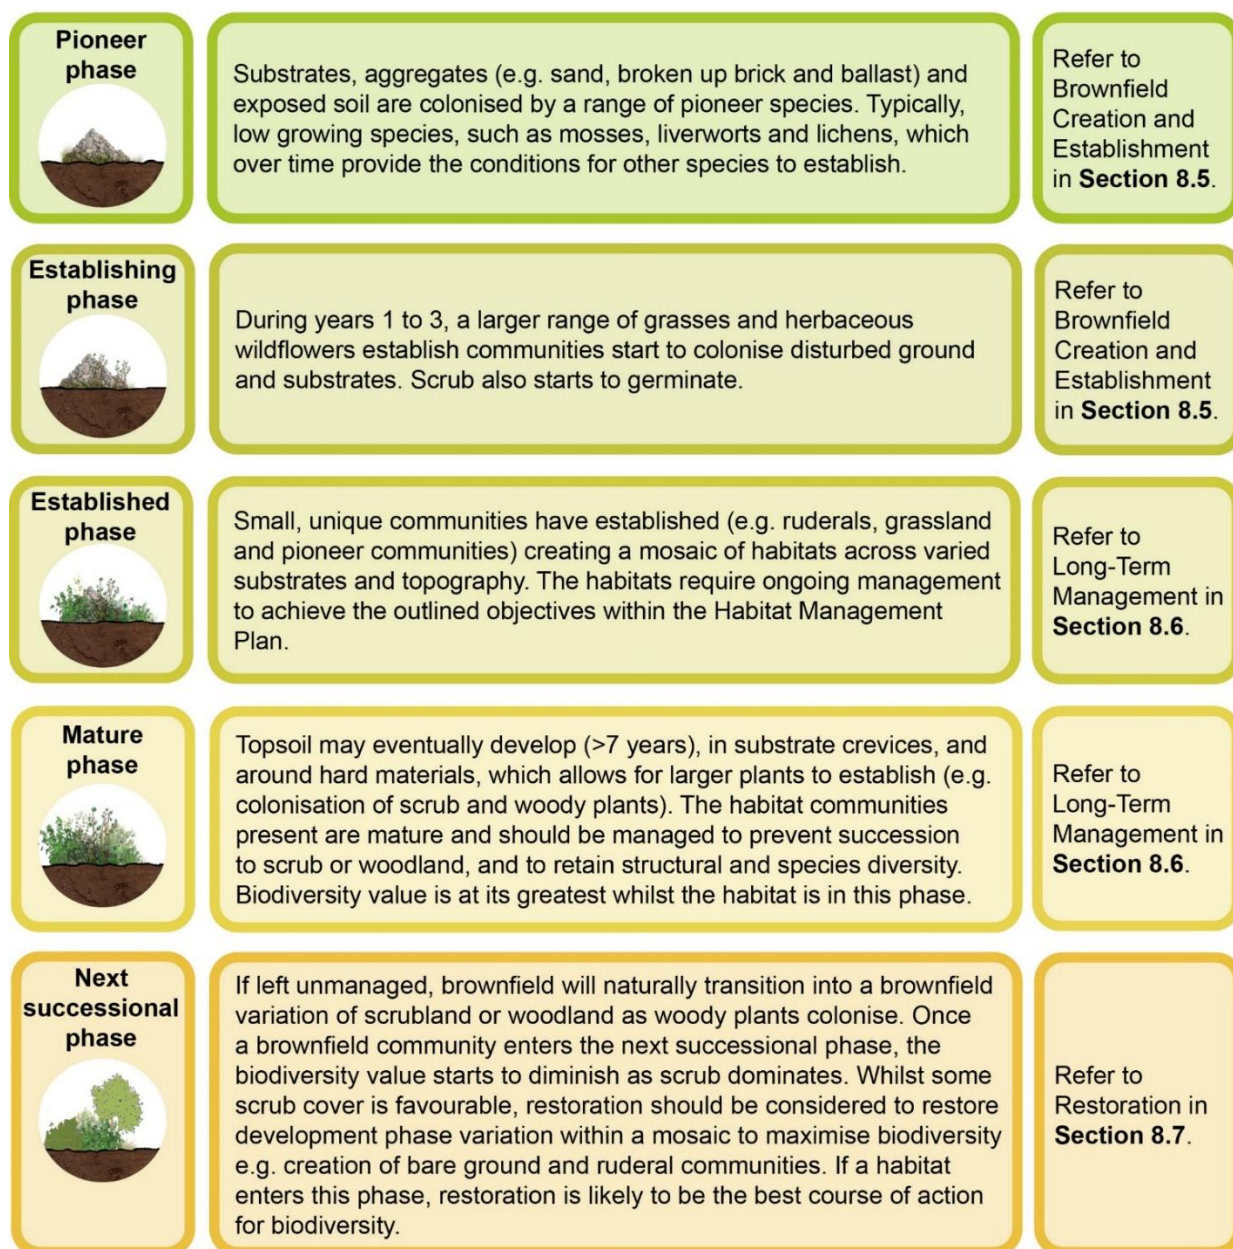 Pioneer
phase
Substrates, aggregates (e.g. sand, broken up brick and ballast) and
exposed soil are colonised by a range of pioneer species. Typically,
low growing species, such as mosses, liverworts and lichens, which
over time provide the conditions for other species to establish.
Refer to
Brownfield
Creation and
Establishment
in Section 8.5.
Establishing
phase
During years 1 to 3, a larger range of grasses and herbaceous
wildflowers establish communities start to colonise disturbed ground
and substrates. Scrub also starts to germinate.
Refer to
Brownfield
Creation and
Establishment
in Section 8.5.
Established
phase
Small, unique communities have established (e.g. ruderals, grassland
and pioneer communities) creating a mosaic of habitats across varied
substrates and topography. The habitats require ongoing management
to achieve the outlined objectives within the Habitat Management
Plan.
Refer to
Long-Term
Management in
Section 8.6.
Mature
phase
Topsoil may eventually develop (>7 years), in substrate crevices, and
around hard materials, which allows for larger plants to establish (e.g.
colonisation of scrub and woody plants). The habitat communities
present are mature and should be managed to prevent succession
to scrub or woodland, and to retain structural and species diversity.
Biodiversity value is at its greatest whilst the habitat is in this phase.
Refer to
Long-Term
Management in
Section 8.6.
Next
successional
phase
If left unmanaged, brownfield will naturally transition into a brownfield
variation of scrubland or woodland as woody plants colonise. Once
a brownfield community enters the next successional phase, the
biodiversity value starts to diminish as scrub dominates. Whilst some
scrub cover is favourable, restoration should be considered to restore
development phase variation within a mosaic to maximise biodiversity
e.g. creation of bare ground and ruderal communities. If a habitat
enters this phase, restoration is likely to be the best course of action
for biodiversity.
Refer to
Restoration in
Section 8.7.